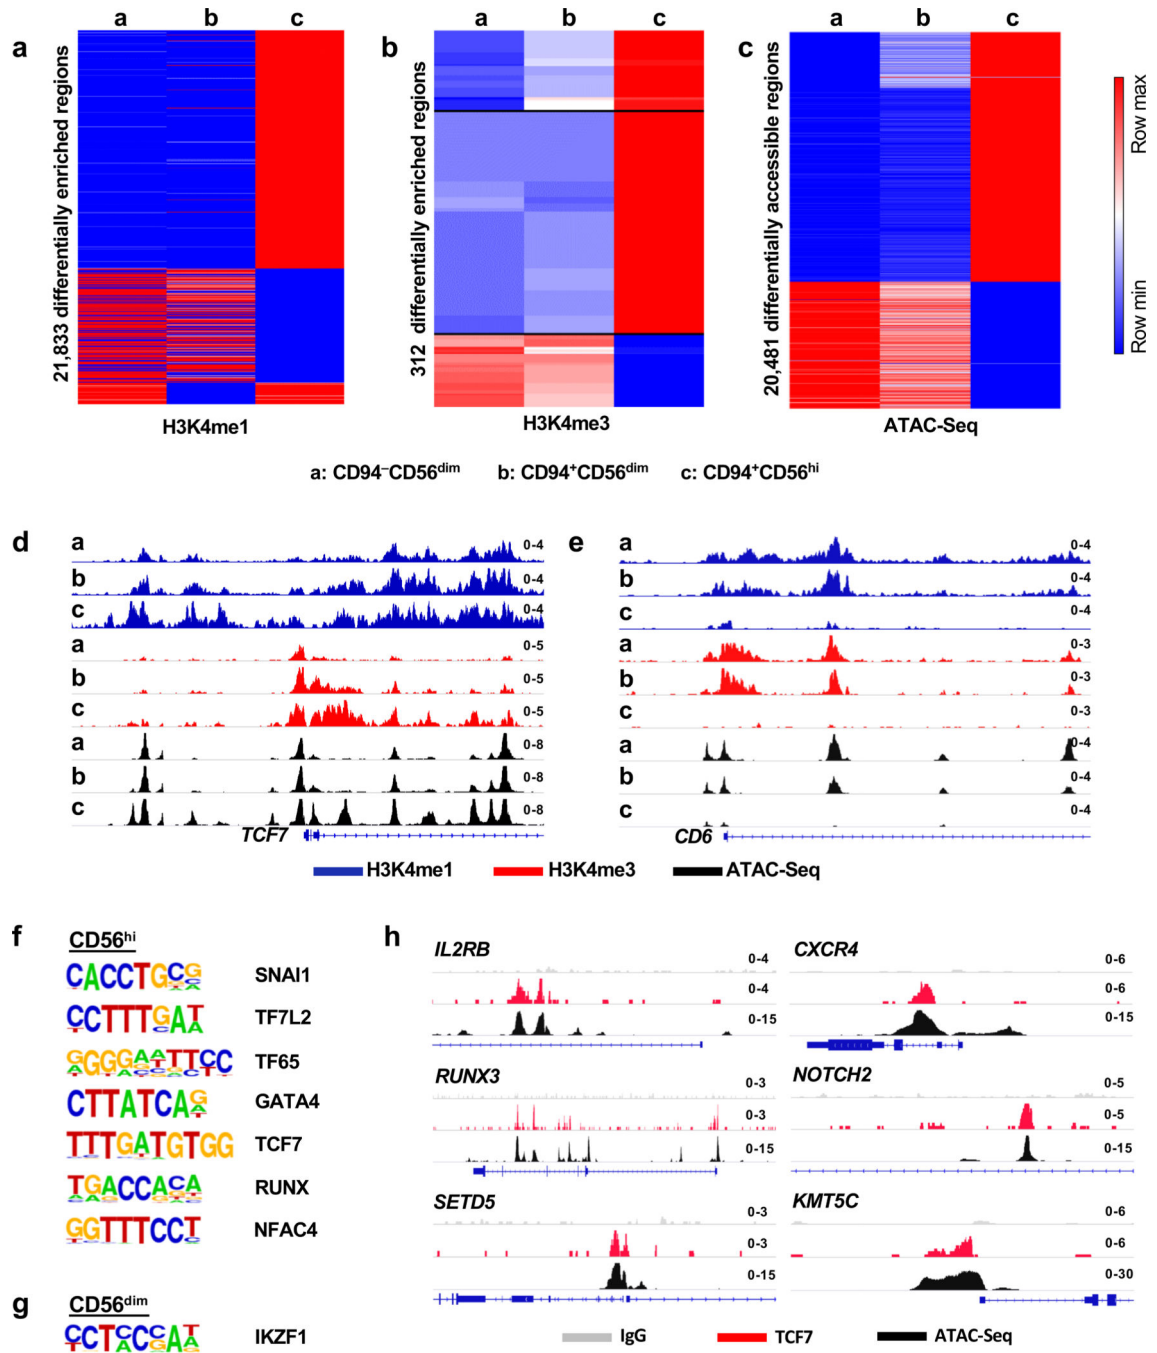 a b c
a
21,833 differentially enriched regions
H3K4me1
a b c
b
312 differentially enriched regions
H3K4me3
a b c
c
20,481 differentially accessible regions
ATAC-Seq
Row max
Row min
a: CD94–CD56dim b: CD94+CD56dim c: CD94+CD56hi
d
a 0-4
b 0-4
c 0-4
a 0-5
b 0-5
c 0-5
a 0-8
b 0-8
c 0-8
TCF7
e
a 0-4
b 0-4
c 0-4
a 0-3
b 0-3
c 0-3
a 0-4
b 0-4
c 0-4
CD6
H3K4me1 H3K4me3 ATAC-Seq
f
CD56hi
CACCTGCG SNAI1
CCTTTGAT TF7L2
GGGAATTCC TF65
CTTATCAG GATA4
TTTGATGTGG TCF7
TGACCACA RUNX
GGTTTCCT NFAC4
g
CD56dim
CCTCCCAT IKZF1
h
IL2RB
0-4
0-4
0-15
CXCR4
0-6
0-6
0-15
RUNX3
0-3
0-3
0-15
NOTCH2
0-5
0-5
0-15
SETD5
0-3
0-3
0-15
KMT5C
0-6
0-6
0-30
IgG TCF7 ATAC-Seq